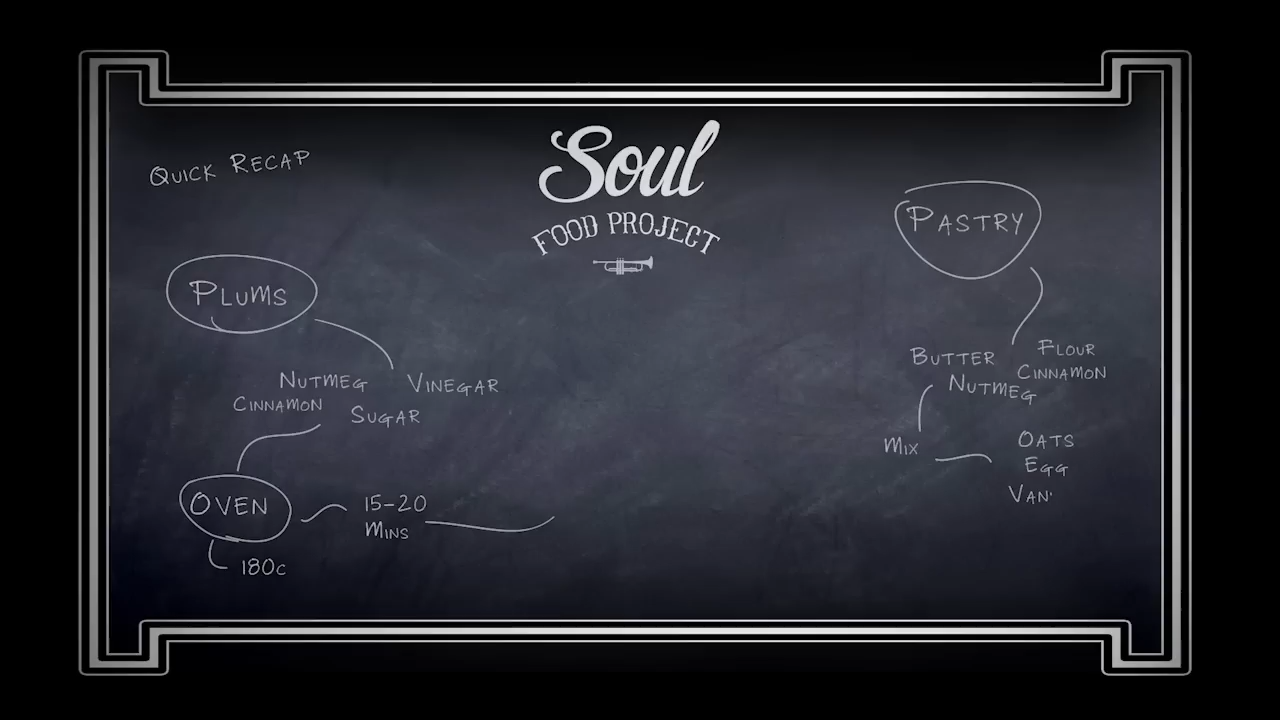 Soul
FOOD PROJECT
QUICK RECAP
PLUMS
NUTMEG VINEGAR
CINNAMON SUGAR
OVEN
15-20
MINS
180c
PASTRY
BUTTER FLOUR
CINNAMON
NUTMEG
MIX
OATS
EGG
VAN'